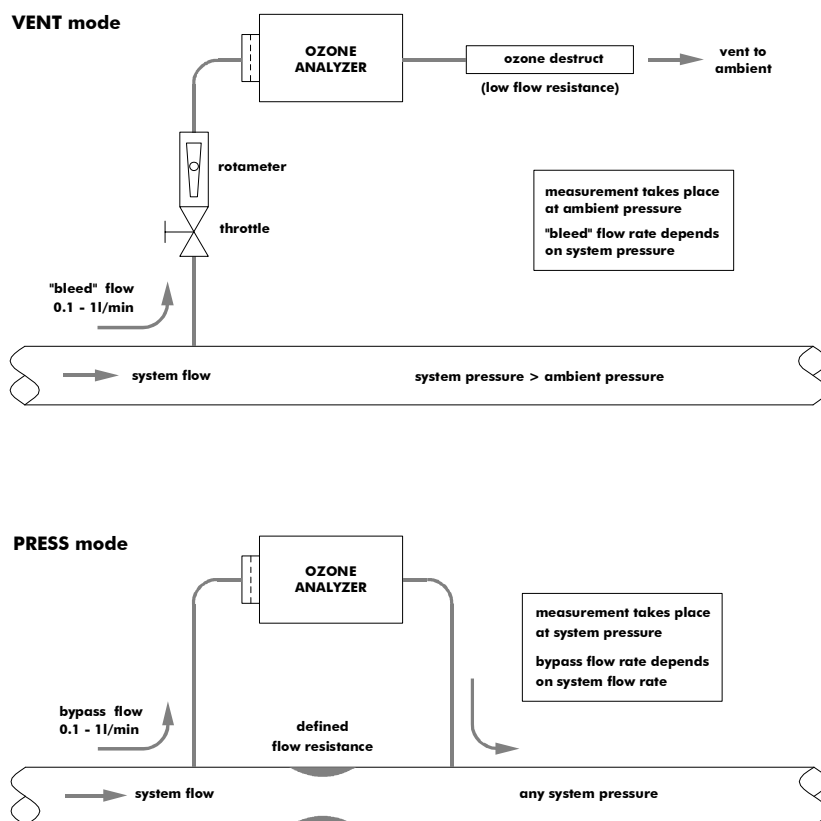 VENT mode
OZONE
ANALYZER
ozone destruct
(low flow resistance)
vent to
ambient
rotameter
throttle
measurement takes place
at ambient pressure
"bleed" flow rate depends
on system pressure
"bleed" flow
0.1 - 1l/min
system flow
system pressure > ambient pressure
PRESS mode
OZONE
ANALYZER
measurement takes place
at system pressure
bypass flow rate depends
on system flow rate
bypass flow
0.1 - 1l/min
defined
flow resistance
system flow
any system pressure